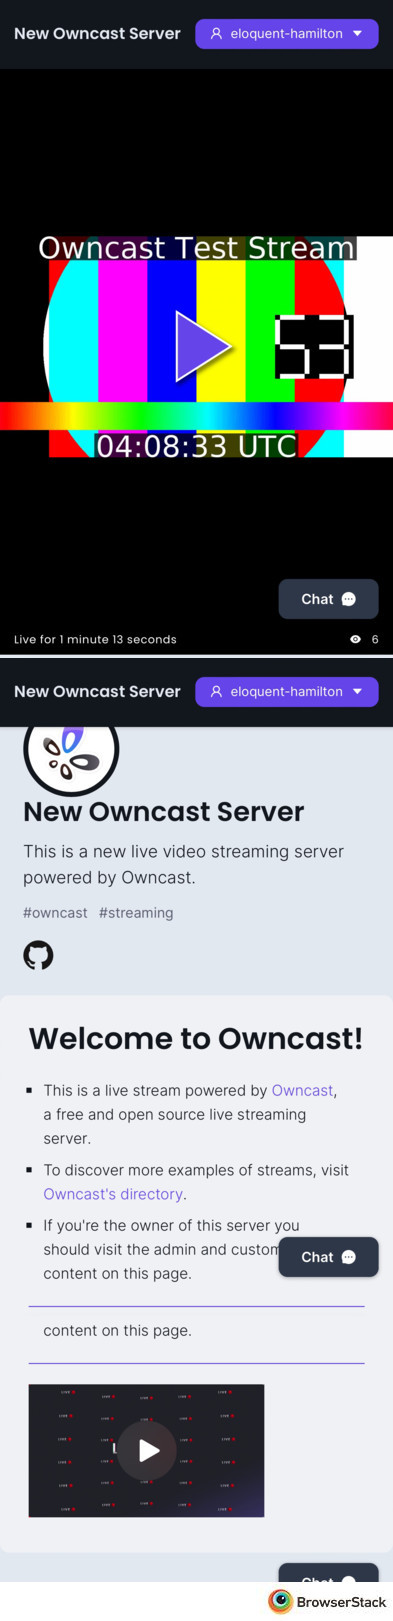 New Owncast Server
eloquent-hamilton
Owncast Test Stream
53
04:08:33 UTC
Chat
Live for 1 minute 13 seconds
6
New Owncast Server
eloquent-hamilton
New Owncast Server
This is a new live video streaming server
powered by Owncast.
#owncast #streaming
Welcome to Owncast!
This is a live stream powered by Owncast,
a free and open source live streaming
server.
To discover more examples of streams, visit
Owncast's directory.
If you're the owner of this server you
should visit the admin and custom
content on this page.
Chat
content on this page.
Chat
BrowserStack